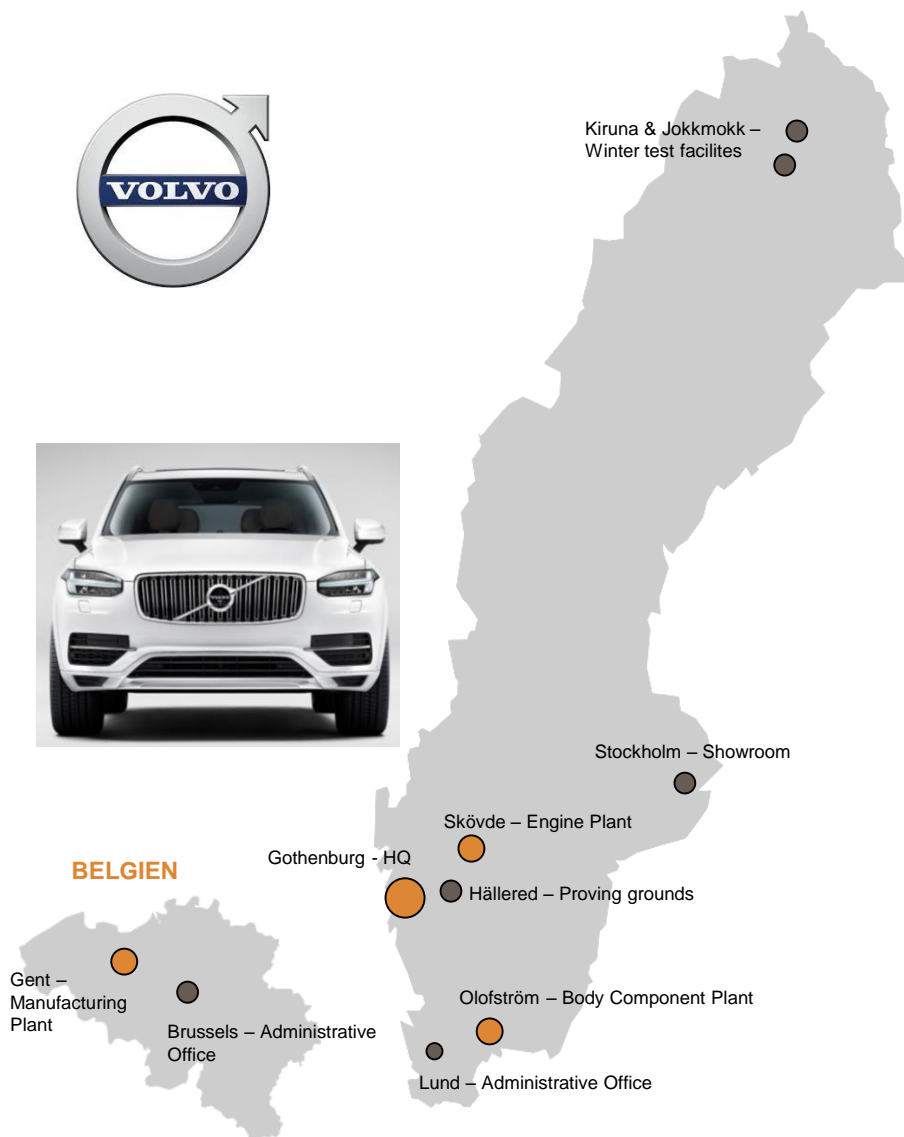 Kiruna & Jokkmokk –
Winter test facilites
VOLVO
VOLVO
Stockholm – Showroom
Skövde – Engine Plant
Gothenburg - HQ
BELGIEN
Hällered – Proving grounds
Gent –
Manufacturing
Plant
Olofström – Body Component Plant
Brussels – Administrative
Office
Lund – Administrative Office